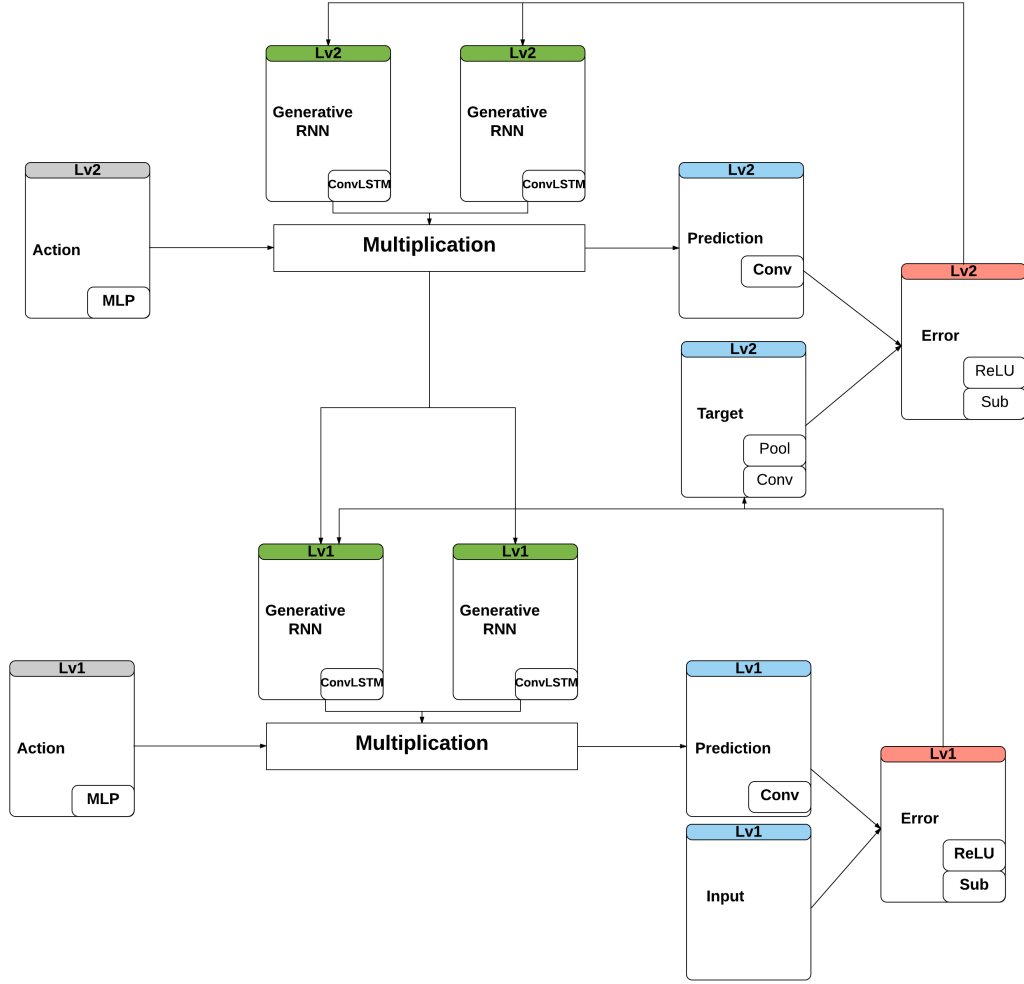 Lv2
Generative
RNN
ConvLSTM
Lv2
Generative
RNN
ConvLSTM
Lv2
Action
MLP
Multiplication
Lv2
Prediction
Conv
Lv2
Error
ReLU
Sub
Lv2
Target
Pool
Conv
Lv1
Generative
RNN
ConvLSTM
Lv1
Generative
RNN
ConvLSTM
Lv1
Action
MLP
Multiplication
Lv1
Prediction
Conv
Lv1
Error
ReLU
Sub
Lv1
Input